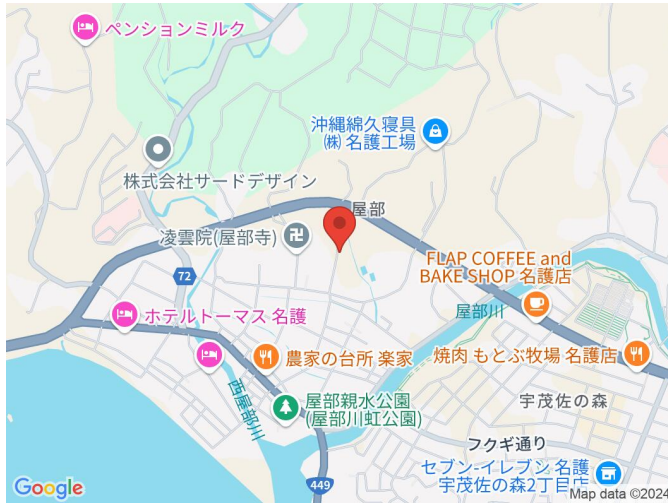 ペンションミルク
沖縄綿久寝具
㈱ 名護工場
株式会社サードデザイン
屋部
凌雲院(屋部寺)
FLAP COFFEE and
BAKE SHOP 名護店
72
屋部川
ホテルトーマス 名護
農家の台所 楽家
焼肉 もとぶ牧場 名護店
西屋部川
屋部親水公園
(屋部川虹公園)
宇茂佐の森
フクギ通り
セブン-イレブン 名護
宇茂佐の森2丁目店
449
Google
Map data ©2024